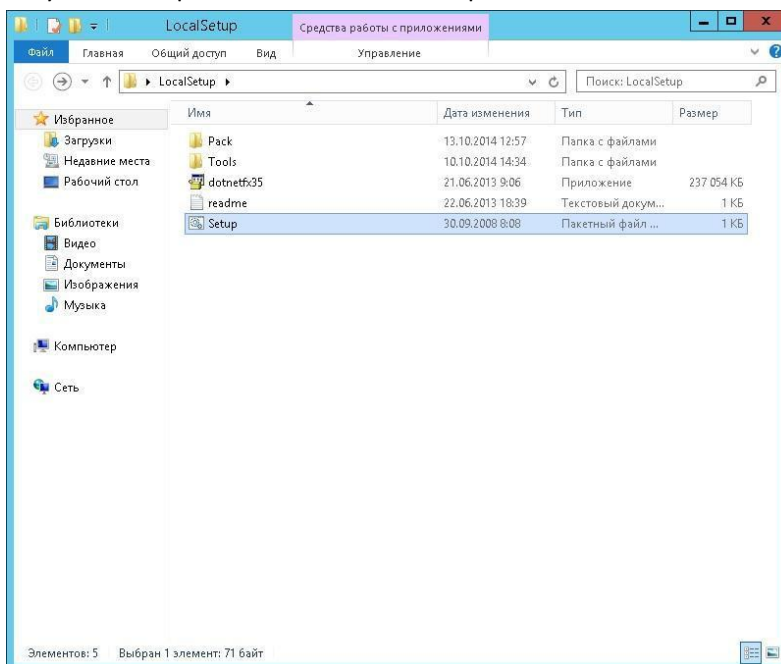 LocalSetup
Средства работы с приложениями
Файл Главная Общий доступ Вид Управление
LocalSetup
Поиск: LocalSetup
Имя Дата изменения Тип Размер
Pack 13.10.2014 12:57 Папка с файлами
Tools 10.10.2014 14:34 Папка с файлами
dotnetfx35 21.06.2013 9:06 Приложение 237 054 КБ
readme 22.06.2013 18:39 Текстовый докум... 1 КБ
Setup 30.09.2008 8:08 Пакетный файл ... 1 КБ
Избранное
Загрузки
Недавние места
Рабочий стол
Библиотеки
Видео
Документы
Изображения
Музыка
Компьютер
Сеть
Элементов: 5 Выбран 1 элемент: 71 байт